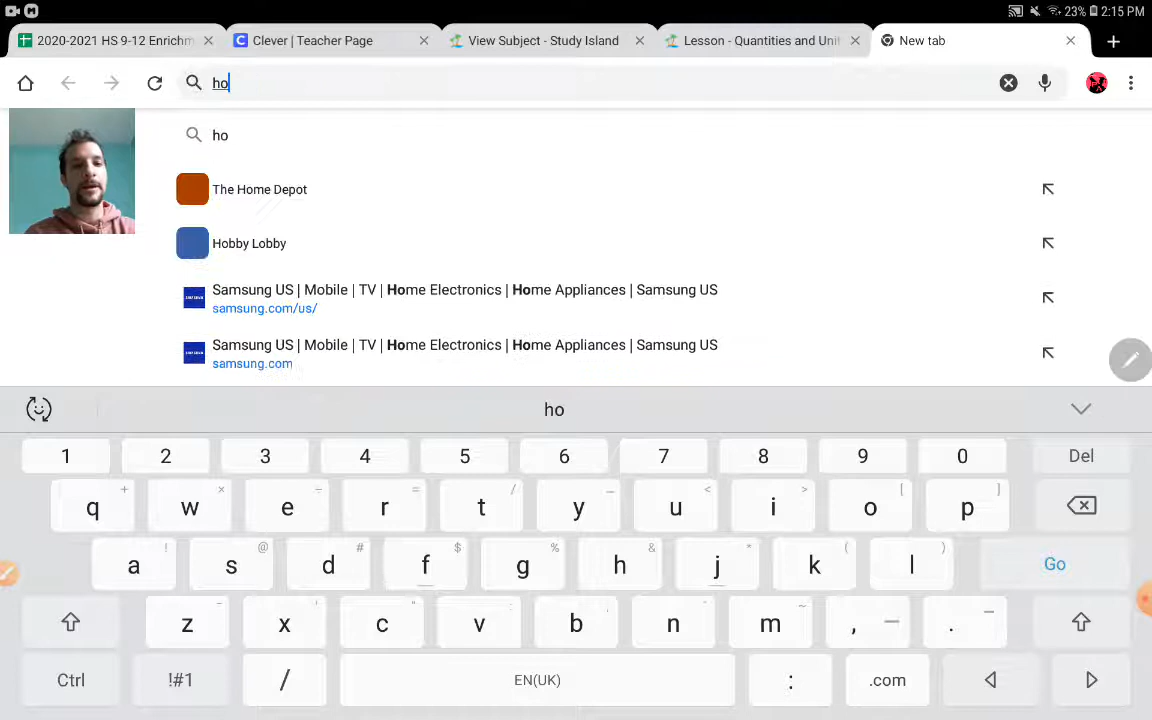 23% 2:15 PM
2020-2021 HS 9-12 Enrichm
Clever | Teacher Page
View Subject - Study Island
Lesson - Quantities and Unit
New tab
ho
ho
The Home Depot
Hobby Lobby
Samsung US | Mobile | TV | Home Electronics | Home Appliances | Samsung US
samsung.com/us/
Samsung US | Mobile | TV | Home Electronics | Home Appliances | Samsung US
samsung.com
ho
1 2 3 4 5 6 7 8 9 0 Del
q w e r t y u i o p
a s d f g h j k l Go
z x c v b n m , .
Ctrl !#1 / EN(UK) : .com